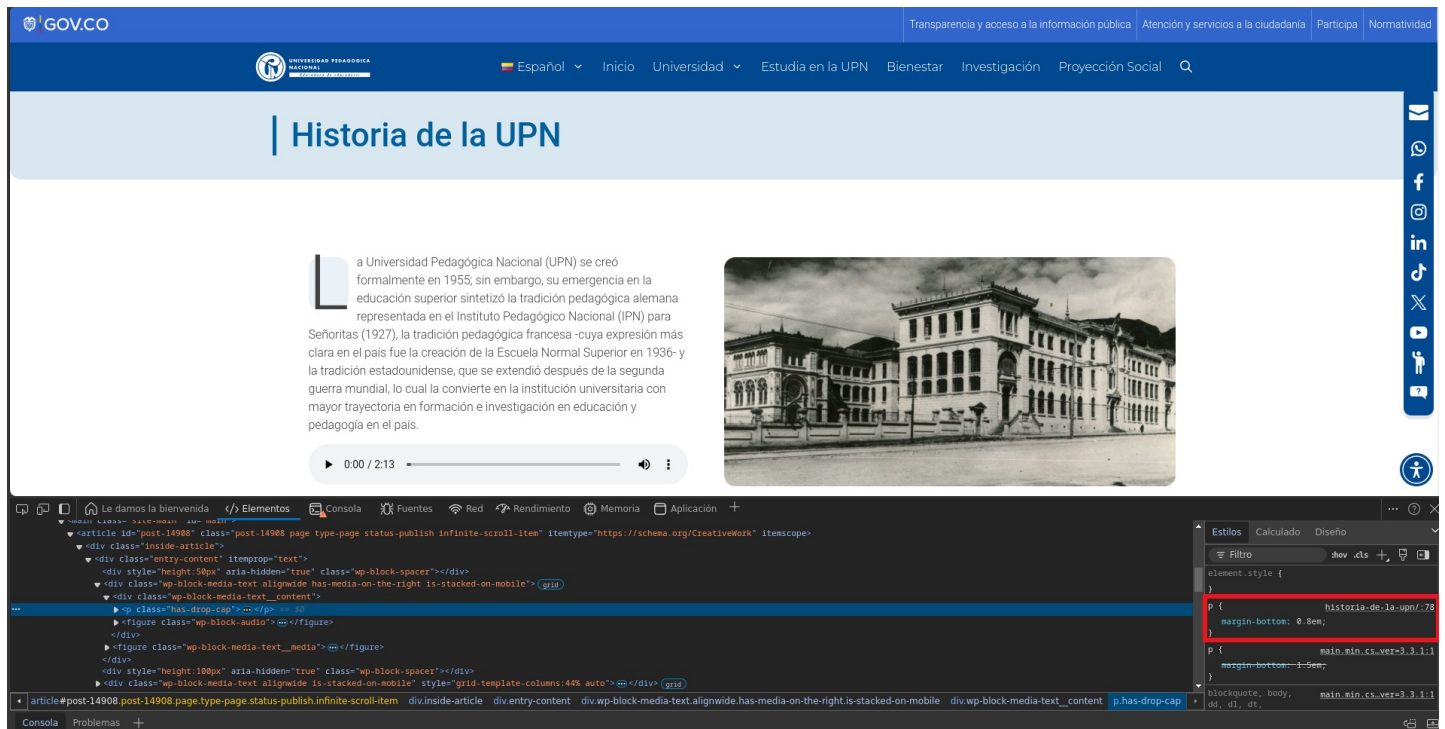 GOV.CO
Transparencia y acceso a la información pública Atención y servicios a la ciudadanía Participa Normatividad
UNIVERSIDAD PEDAGOGICA
NACIONAL
Educadora de educadores
Español Inicio Universidad Estudia en la UPN Bienestar Investigación Proyección Social
Historia de la UPN
La Universidad Pedagógica Nacional (UPN) se creó
formalmente en 1955; sin embargo, su emergencia en la
educación superior sintetizó la tradición pedagógica alemana
representada en el Instituto Pedagógico Nacional (IPN) para
Señoritas (1927), la tradición pedagógica francesa -cuya expresión más
clara en el país fue la creación de la Escuela Normal Superior en 1936- y
la tradición estadounidense, que se extendió después de la segunda
guerra mundial, lo cual la convierte en la institución universitaria con
mayor trayectoria en formación e investigación en educación y
pedagogía en el país.
0:00 / 2:13
Le damos la bienvenida </> Elementos Consola Fuentes Red Rendimiento Memoria Aplicación
<main class="site-main" id="main">
<article id="post-14908" class="post-14908 page type-page status-publish infinite-scroll-item" itemtype="https://schema.org/CreativeWork" itemscope>
<div class="inside-article">
<div class="entry-content" itemprop="text">
<div style="height:50px" aria-hidden="true" class="wp-block-spacer"></div>
<div class="wp-block-media-text alignwide has-media-on-the-right is-stacked-on-mobile"> grid
<div class="wp-block-media-text__content">
<p class="has-drop-cap"> </p> == $0
<figure class="wp-block-audio"> </figure>
</div>
<figure class="wp-block-media-text__media"> </figure>
</div>
<div style="height:100px" aria-hidden="true" class="wp-block-spacer"></div>
<div class="wp-block-media-text alignwide is-stacked-on-mobile" style="grid-template-columns:44% auto"> </div> grid
article#post-14908.post-14908.page.type-page.status-publish.infinite-scroll-item div.inside-article div.entry-content div.wp-block-media-text.alignwide.has-media-on-the-right.is-stacked-on-mobile div.wp-block-media-text__content p.has-drop-cap
Estilos Calculado Diseño
Filtro :hov .cls
element.style {
}
p { historia-de-la-upn/:78
margin-bottom: 0.8em;
}
p { main.min.cs…ver=3.3.1:1
margin-bottom: 1.5em;
}
blockquote, body, main.min.cs…ver=3.3.1:1
dd, dl, dt,
Consola Problemas